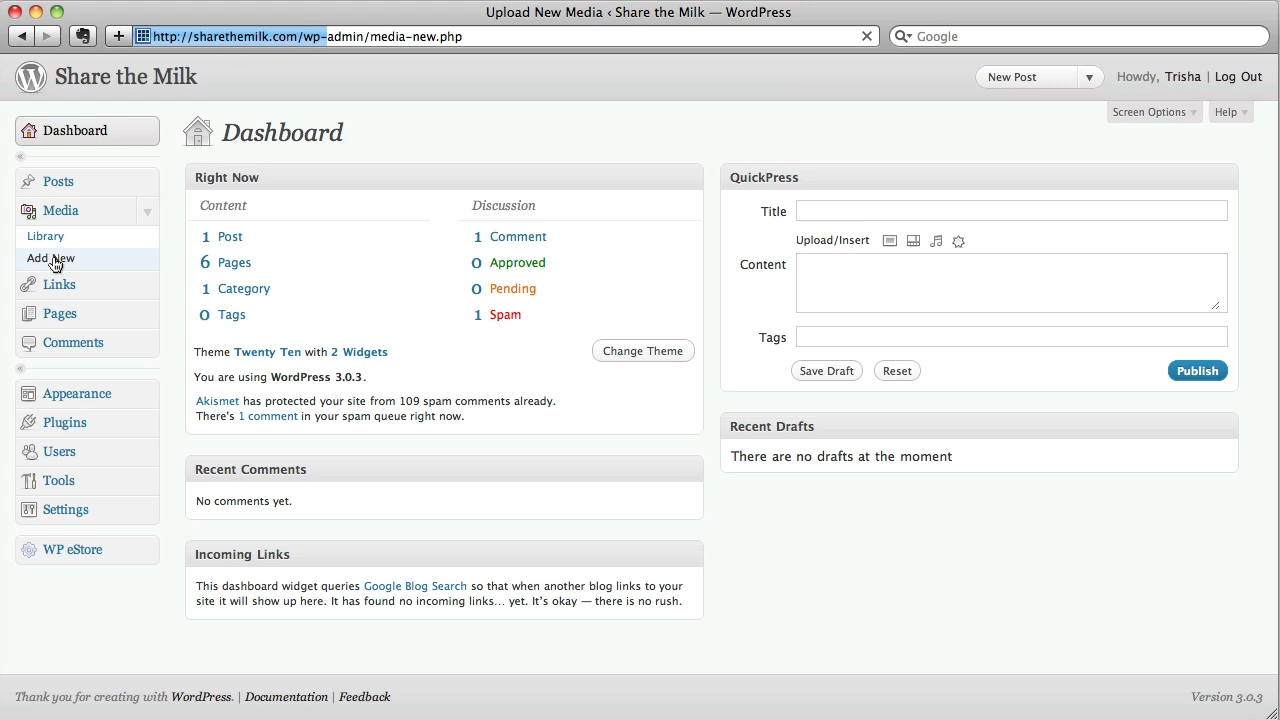 Upload New Media ‹ Share the Milk — WordPress
http://sharethemilk.com/wp-admin/media-new.php
Google
Share the Milk
New Post
Howdy, Trisha | Log Out
Screen Options
Help
Dashboard
Posts
Media
Library
Add New
Links
Pages
Comments
Appearance
Plugins
Users
Tools
Settings
WP eStore
Dashboard
Right Now
Content
Discussion
1 Post
1 Comment
6 Pages
0 Approved
1 Category
0 Pending
0 Tags
1 Spam
Theme Twenty Ten with 2 Widgets
Change Theme
You are using WordPress 3.0.3.
Akismet has protected your site from 109 spam comments already.
There's 1 comment in your spam queue right now.
Recent Comments
No comments yet.
Incoming Links
This dashboard widget queries Google Blog Search so that when another blog links to your
site it will show up here. It has found no incoming links… yet. It's okay — there is no rush.
QuickPress
Title
Upload/Insert
Content
Tags
Save Draft
Reset
Publish
Recent Drafts
There are no drafts at the moment
Thank you for creating with WordPress. | Documentation | Feedback
Version 3.0.3